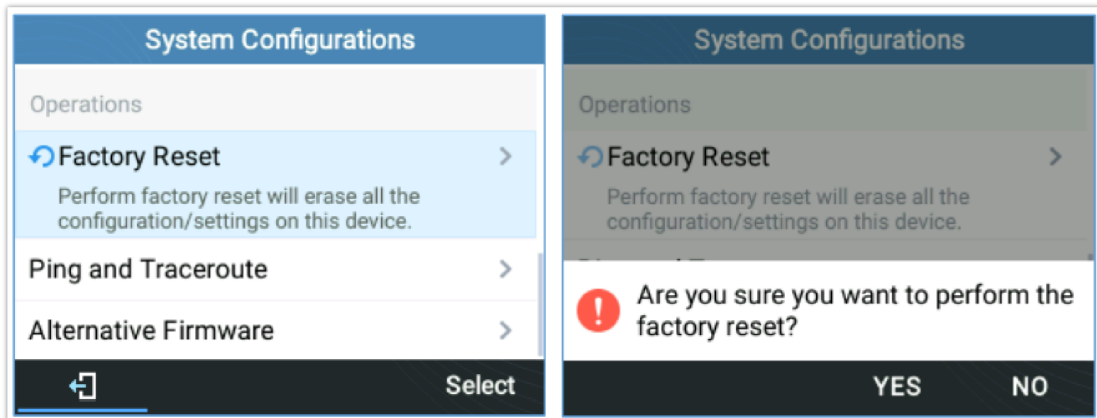 System Configurations
Operations
Factory Reset
Perform factory reset will erase all the
configuration/settings on this device.
Ping and Traceroute
Alternative Firmware
Select
System Configurations
Operations
Factory Reset
Perform factory reset will erase all the
configuration/settings on this device.
Are you sure you want to perform the
factory reset?
YES NO